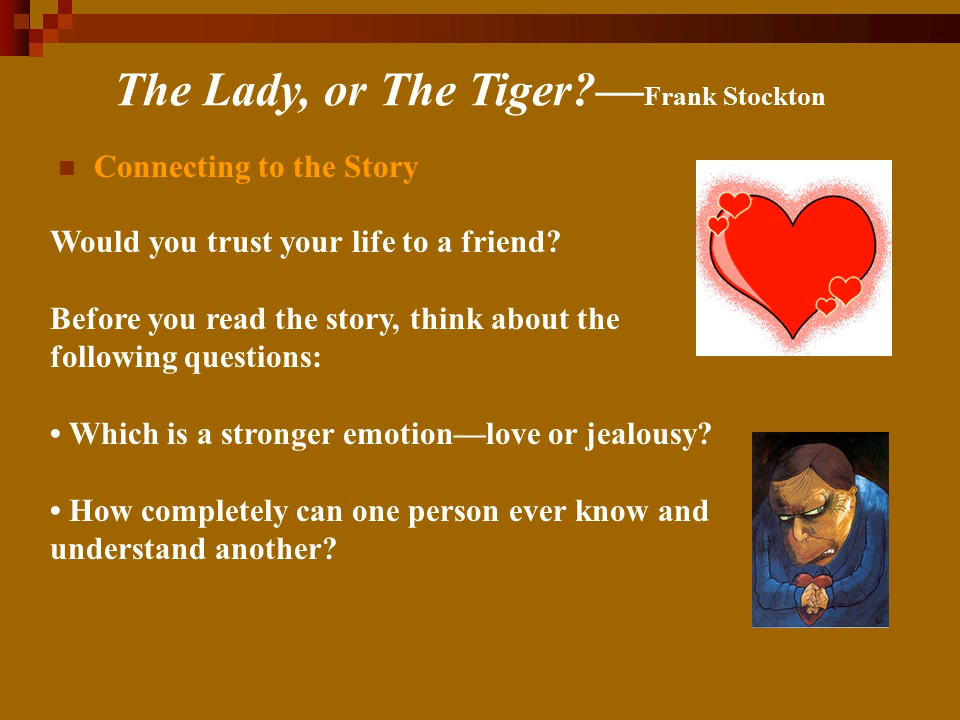 The Lady, or The Tiger?—Frank Stockton
Connecting to the Story
Would you trust your life to a friend?
Before you read the story, think about the
following questions:
• Which is a stronger emotion—love or jealousy?
• How completely can one person ever know and
understand another?